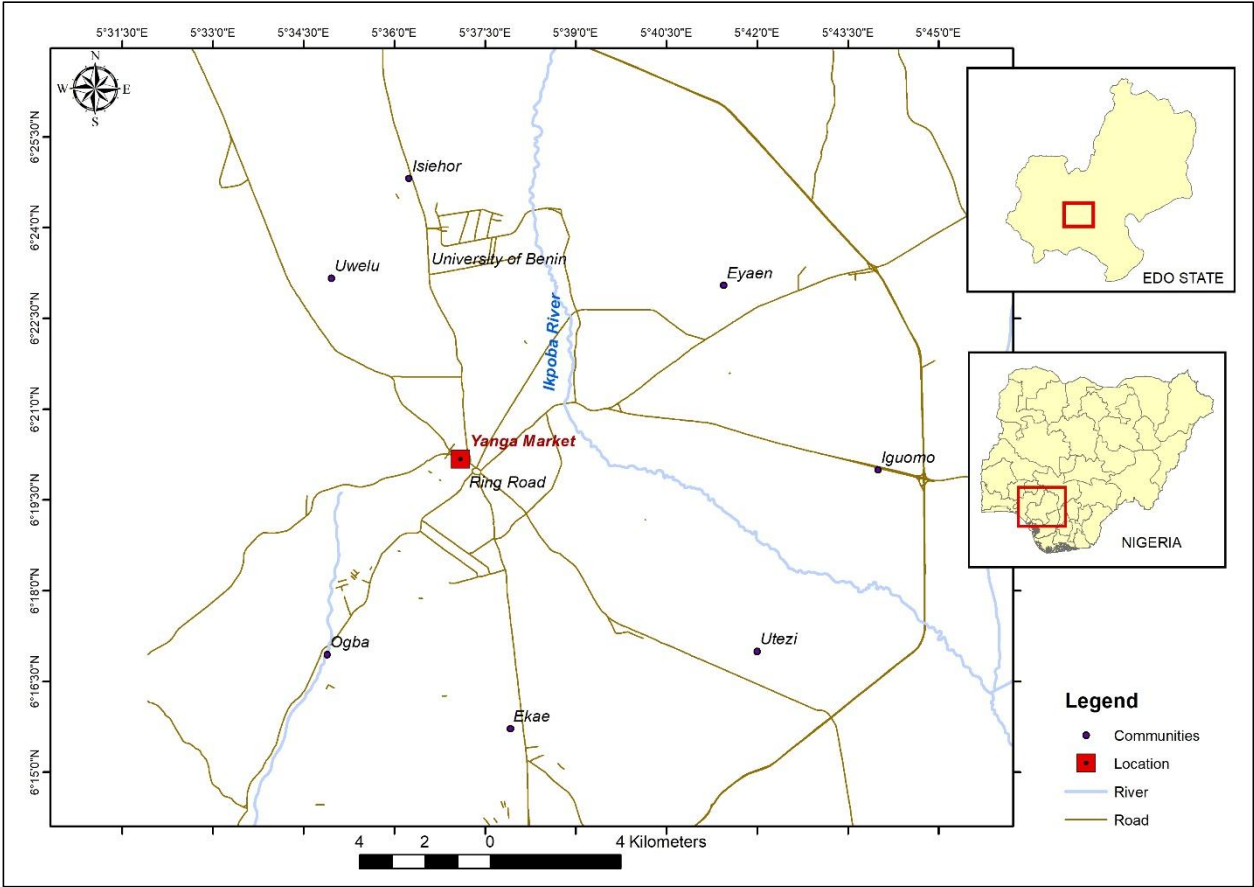 5°31'30"E 5°33'0"E 5°34'30"E 5°36'0"E 5°37'30"E 5°39'0"E 5°40'30"E 5°42'0"E 5°43'30"E 5°45'0"E
N
W E
S
6°25'30"N
6°24'0"N
6°22'30"N
6°21'0"N
6°19'30"N
6°18'0"N
6°16'30"N
6°15'0"N
Isiehor
Uwelu
University of Benin
Eyaen
Ikpoba River
Yanga Market
Ring Road
Iguomo
Ogba
Utezi
Ekae
EDO STATE
NIGERIA
Legend
Communities
Location
River
Road
4 2 0 4 Kilometers